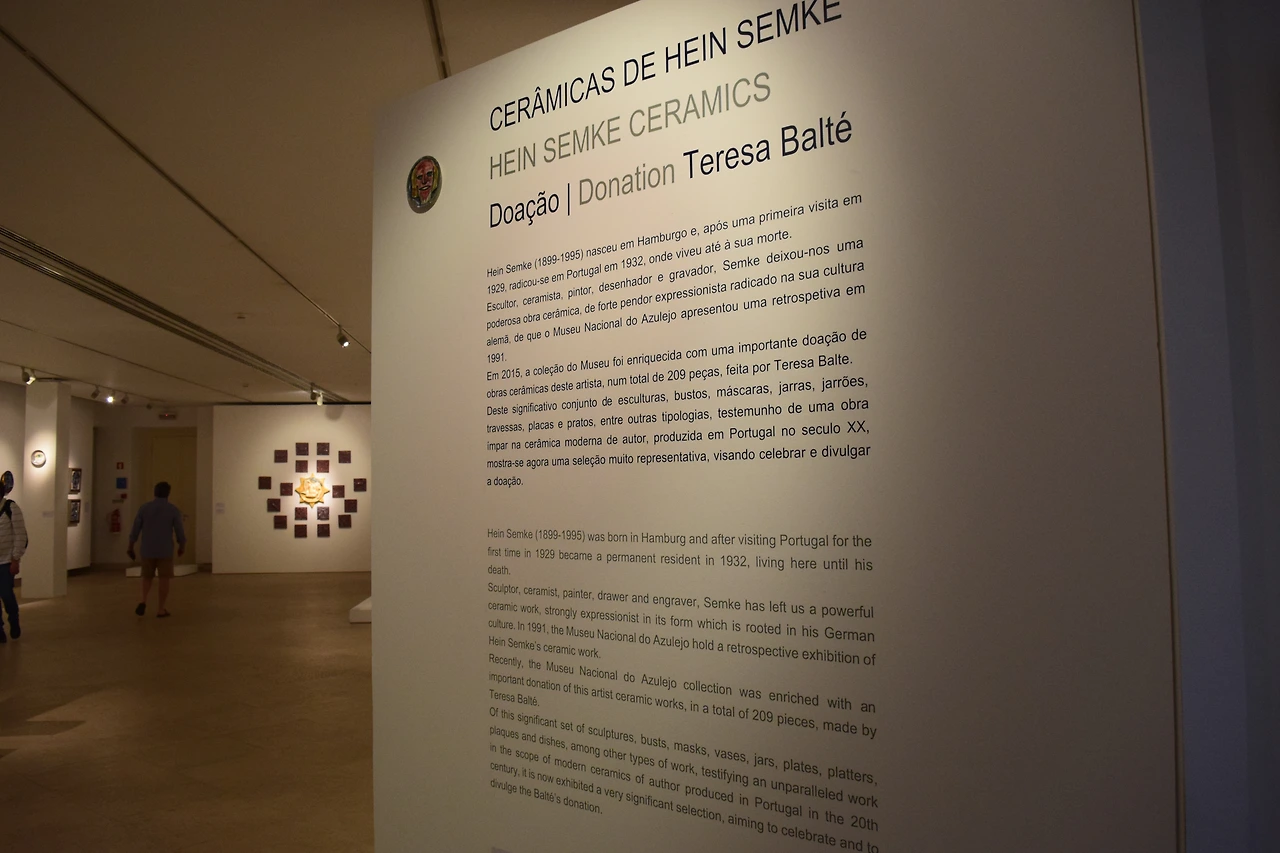 CERÂMICAS DE HEIN SEMKE
HEIN SEMKE CERAMICS
Doação | Donation Teresa Balté
Hein Semke (1899-1995) nasceu em Hamburgo e, após uma primeira visita em
1929, radicou-se em Portugal em 1932, onde viveu até à sua morte.
Escultor, ceramista, pintor, desenhador e gravador, Semke deixou-nos uma
poderosa obra cerâmica, de forte pendor expressionista radicado na sua cultura
alemã, de que o Museu Nacional do Azulejo apresentou uma retrospetiva em
1991.
Em 2015, a coleção do Museu foi enriquecida com uma importante doação de
obras cerâmicas deste artista, num total de 209 peças, feita por Teresa Balte.
Deste significativo conjunto de esculturas, bustos, máscaras, jarras, jarrões,
travessas, placas e pratos, entre outras tipologias, testemunho de uma obra
ímpar na cerâmica moderna de autor, produzida em Portugal no seculo XX,
mostra-se agora uma seleção muito representativa, visando celebrar e divulgar
a doação.
Hein Semke (1899-1995) was born in Hamburg and after visiting Portugal for the
first time in 1929 became a permanent resident in 1932, living here until his
death.
Sculptor, ceramist, painter, drawer and engraver, Semke has left us a powerful
ceramic work, strongly expressionist in its form which is rooted in his German
culture. In 1991, the Museu Nacional do Azulejo hold a retrospective exhibition of
Hein Semke's ceramic work.
Recently, the Museu Nacional do Azulejo collection was enriched with an
important donation of this artist ceramic works, in a total of 209 pieces, made by
Teresa Balté.
Of this significant set of sculptures, busts, masks, vases, jars, plates, platters,
plaques and dishes, among other types of work, testifying an unparalleled work
in the scope of modern ceramics of author produced in Portugal in the 20th
century, it is now exhibited a very significant selection, aiming to celebrate and to
divulge the Balté's donation.